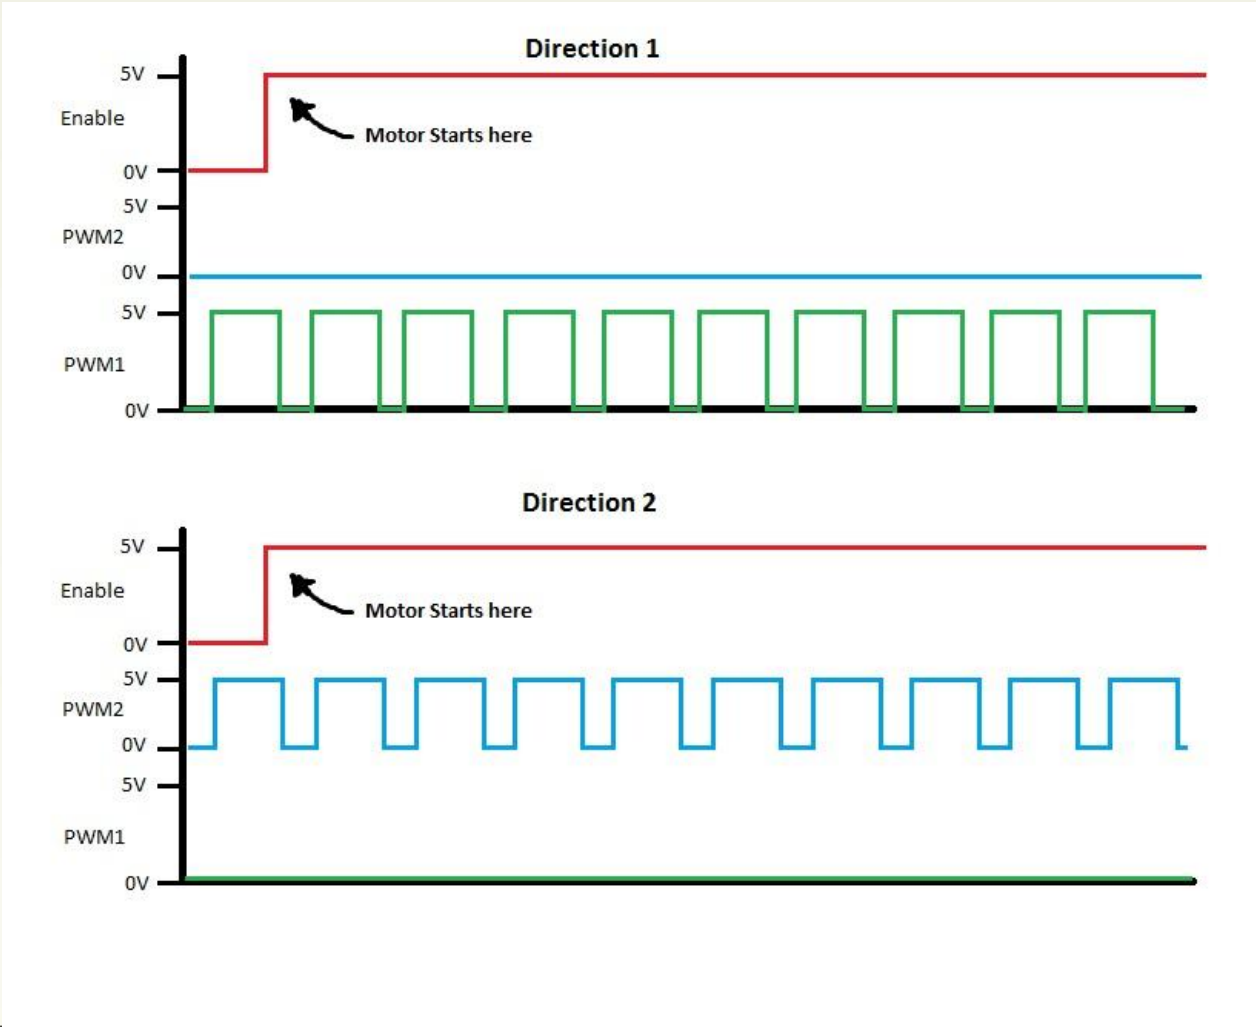 Direction 1
5V
Enable
Motor Starts here
0V
5V
PWM2
0V
5V
PWM1
0V
Direction 2
5V
Enable
Motor Starts here
0V
5V
PWM2
0V
5V
PWM1
0V